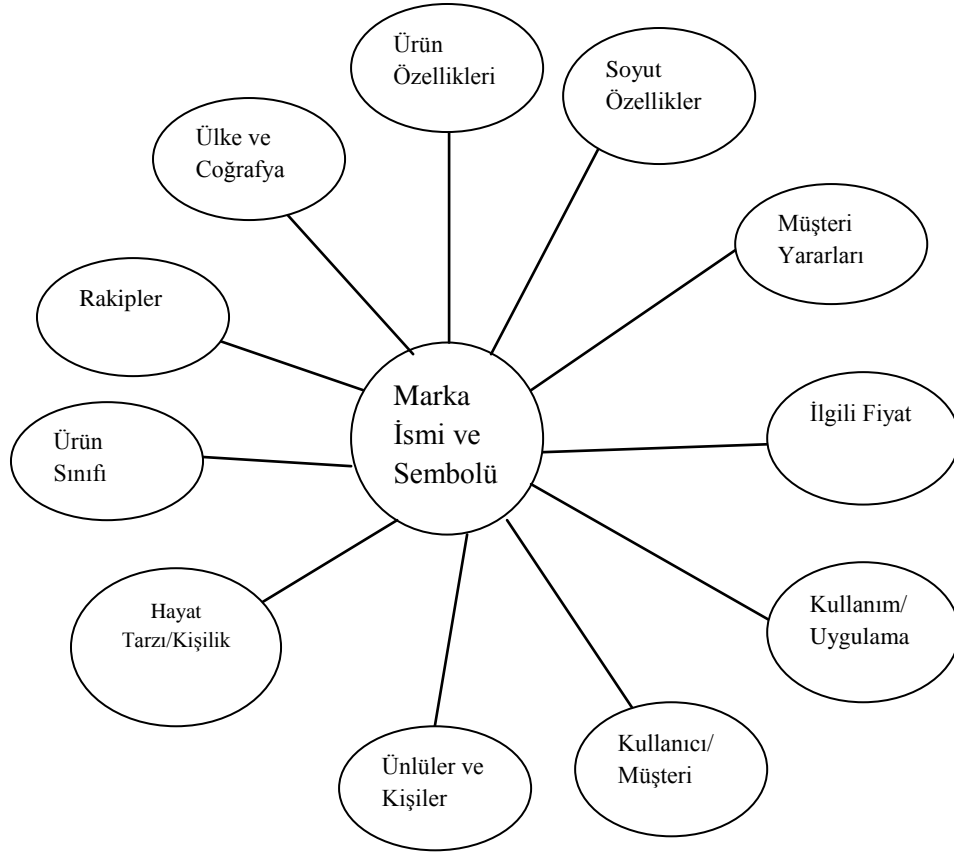 Ürün
Özellikleri
Soyut
Özellikler
Ülke ve
Coğrafya
Müşteri
Yararları
Rakipler
Marka
İsmi ve
Sembolü
İlgili Fiyat
Ürün
Sınıfı
Hayat
Tarzı/Kişilik
Kullanım/
Uygulama
Ünlüler ve
Kişiler
Kullanıcı/
Müşteri